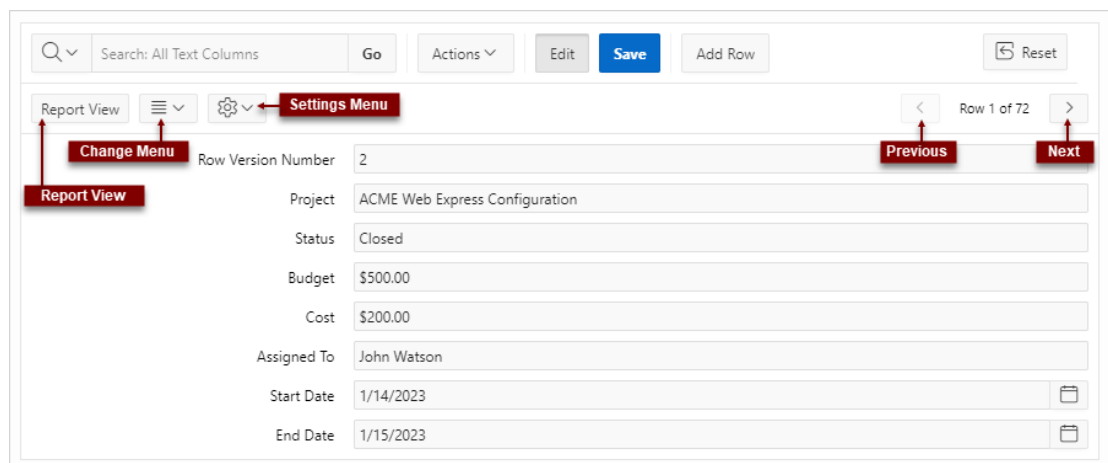 Search: All Text Columns Go Actions Edit Save Add Row Reset
Report View Settings Menu Row 1 of 72
Change Menu Previous Next
Row Version Number 2
Report View
Project ACME Web Express Configuration
Status Closed
Budget $500.00
Cost $200.00
Assigned To John Watson
Start Date 1/14/2023
End Date 1/15/2023